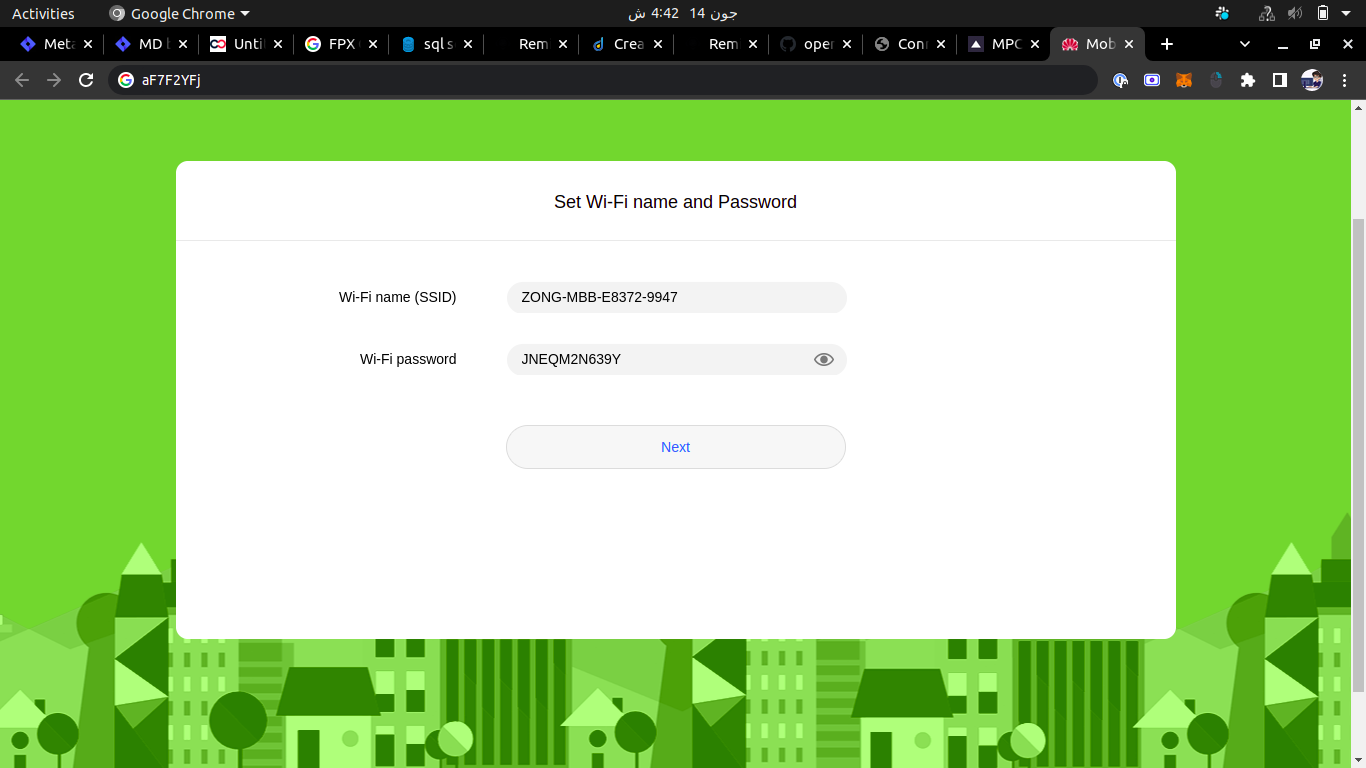 Activities
Google Chrome
جون 14  4:42 ش
Meta
MD
Unti
FPX
sql s
Rem
Crea
Rem
oper
Con
MPC
Mob
aF7F2YFj
Set Wi-Fi name and Password
Wi-Fi name (SSID)
ZONG-MBB-E8372-9947
Wi-Fi password
JNEQM2N639Y
Next